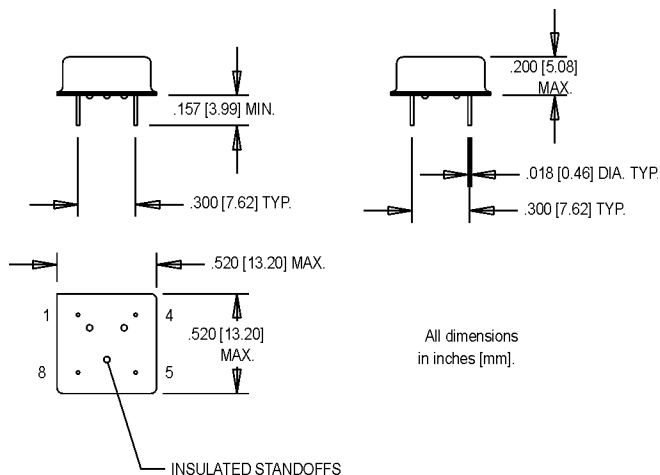 .157 [3.99] MIN.
.300 [7.62] TYP.
.200 [5.08]
MAX.
.018 [0.46] DIA. TYP.
.300 [7.62] TYP.
.520 [13.20] MAX.
1
4
8
5
.520 [13.20]
MAX.
INSULATED STANDOFFS
All dimensions
in inches [mm].